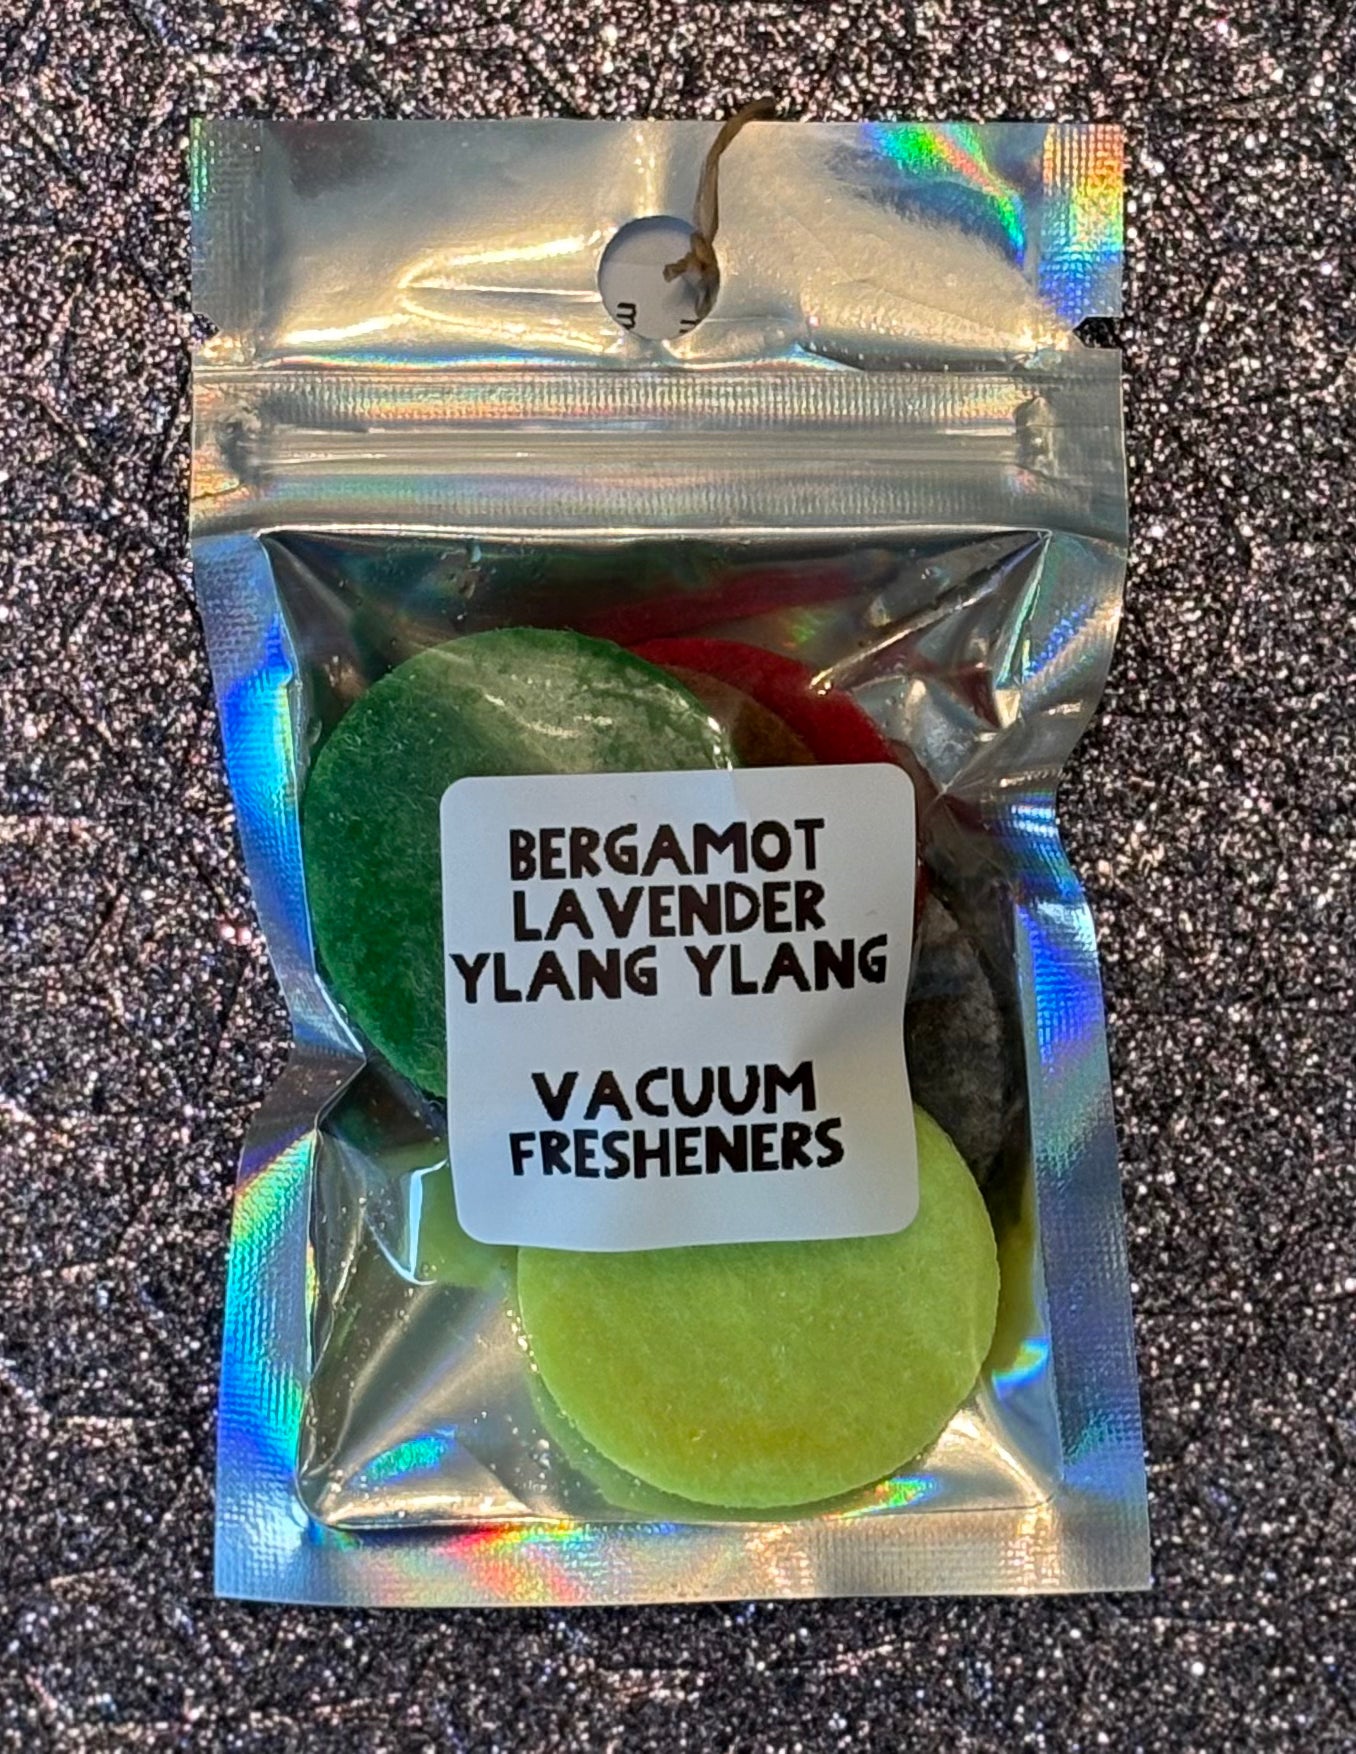 BERGAMOT
LAVENDER
YLANG YLANG
VACUUM
FRESHENERS